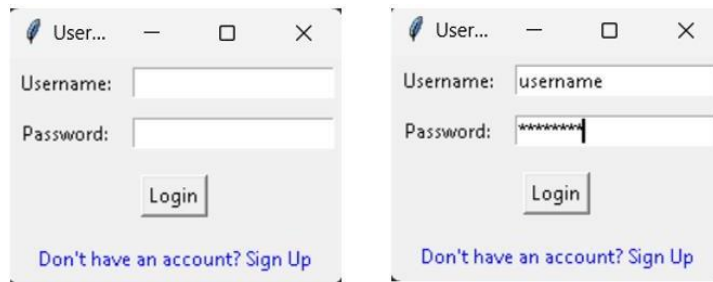 User...
Username:
Password:
Login
Don't have an account? Sign Up
User...
Username: username
Password: ********
Login
Don't have an account? Sign Up